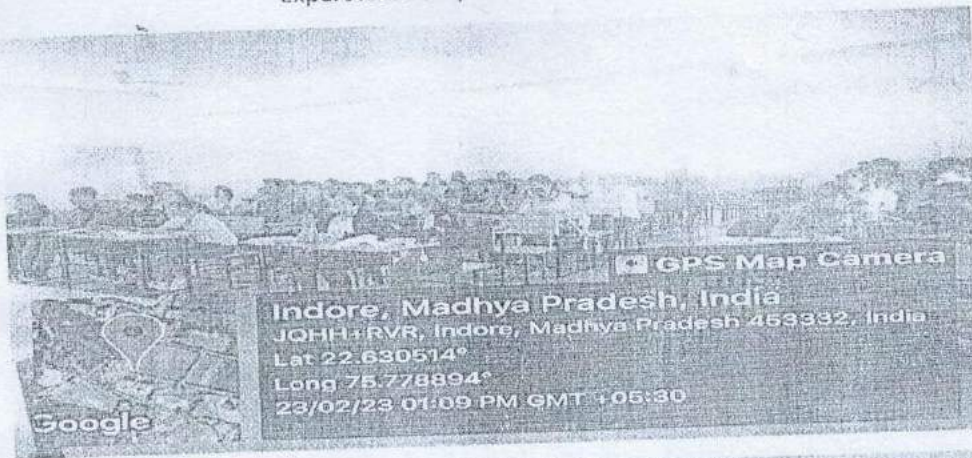 GPS Map Camera
Indore, Madhya Pradesh, India
JQHH+RVR, Indore, Madhya Pradesh 453332, India
Lat 22.630514°
Long 75.778894°
23/02/23 01:09 PM GMT +05:30
Google